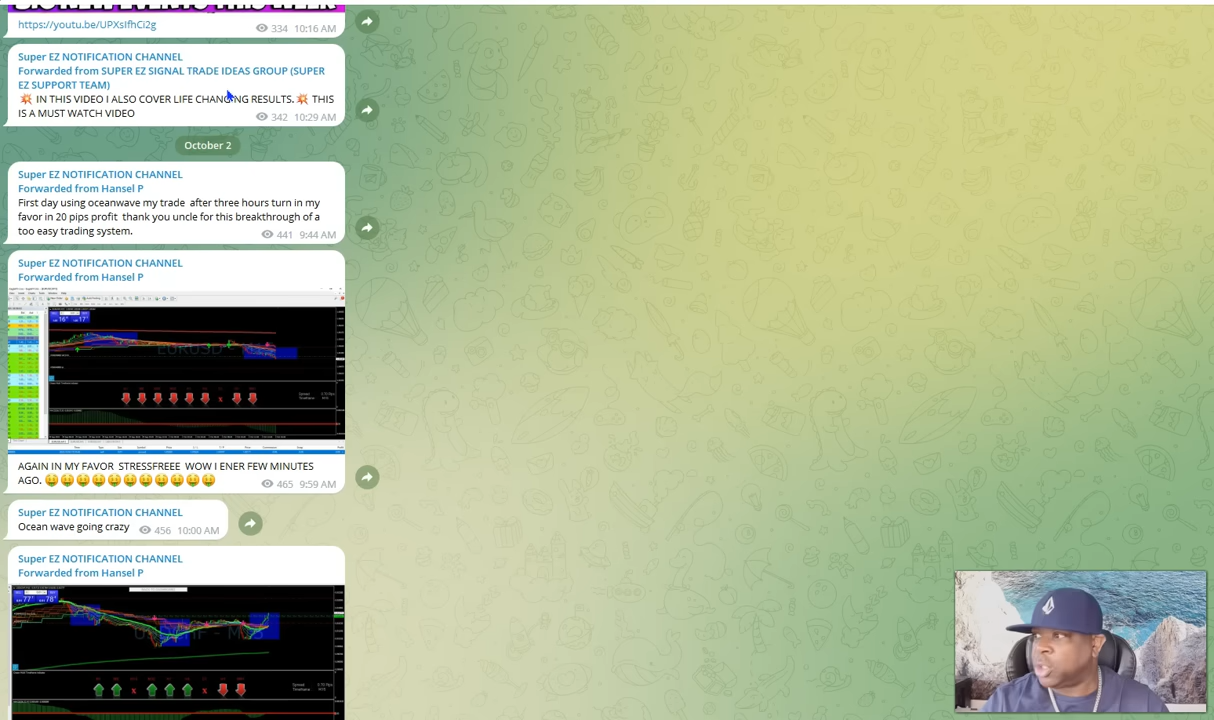 https://youtu.be/UPXsIfhCi2g
334 10:16 AM
Super EZ NOTIFICATION CHANNEL
Forwarded from SUPER EZ SIGNAL TRADE IDEAS GROUP (SUPER
EZ SUPPORT TEAM)
💥 IN THIS VIDEO I ALSO COVER LIFE CHANGING RESULTS. 💥 THIS
IS A MUST WATCH VIDEO
342 10:29 AM
October 2
Super EZ NOTIFICATION CHANNEL
Forwarded from Hansel P
First day using oceanwave my trade after three hours turn in my
favor in 20 pips profit thank you uncle for this breakthrough of a
too easy trading system.
441 9:44 AM
Super EZ NOTIFICATION CHANNEL
Forwarded from Hansel P
EURUSD
AGAIN IN MY FAVOR STRESSFREEE WOW I ENER FEW MINUTES
AGO. 🤑🤑🤑🤑🤑🤑🤑🤑🤑🤑🤑
465 9:59 AM
Super EZ NOTIFICATION CHANNEL
Ocean wave going crazy
456 10:00 AM
Super EZ NOTIFICATION CHANNEL
Forwarded from Hansel P